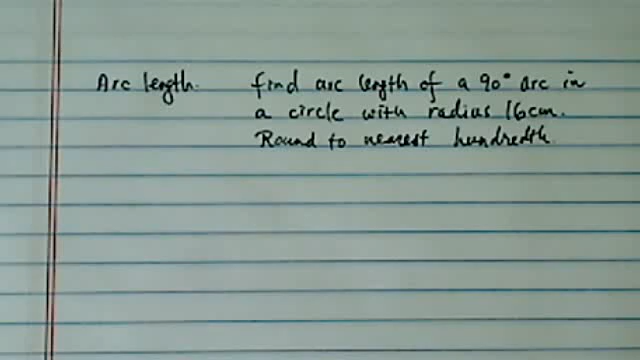 Arc length. find arc length of a 90° arc in
a circle with radius 16cm.
Round to nearest hundredth.